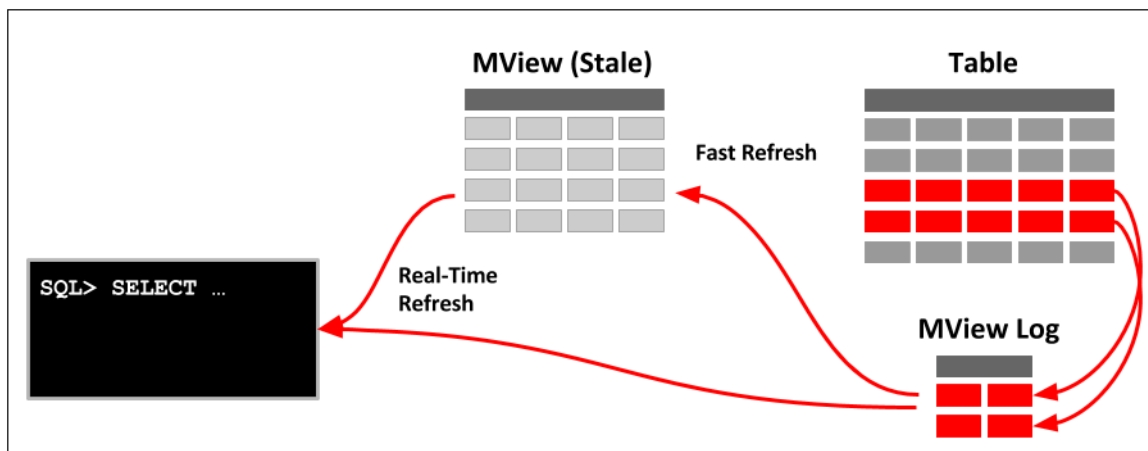 MView (Stale)
Table
Fast Refresh
SQL> SELECT …
Real-Time
Refresh
MView Log